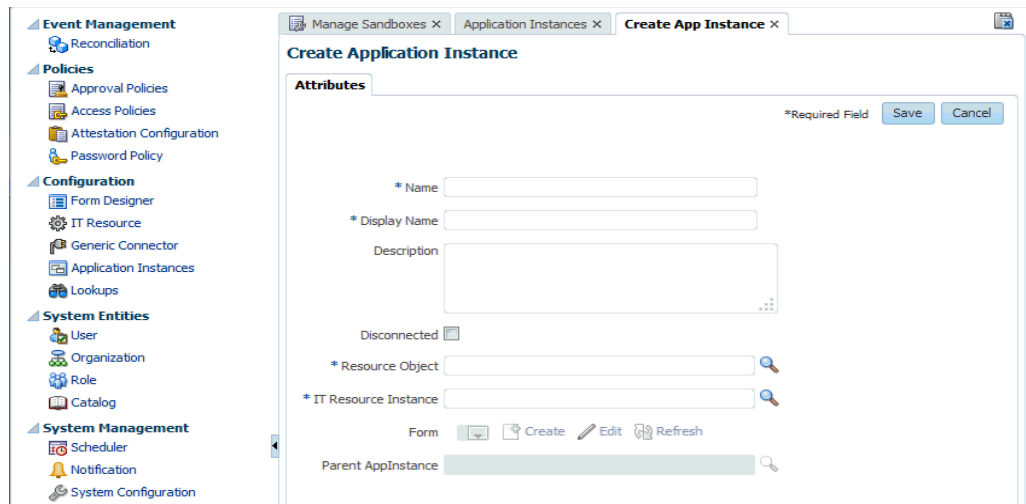 Event Management
Reconciliation
Policies
Approval Policies
Access Policies
Attestation Configuration
Password Policy
Configuration
Form Designer
IT Resource
Generic Connector
Application Instances
Lookups
System Entities
User
Organization
Role
Catalog
System Management
Scheduler
Notification
System Configuration
Manage Sandboxes × Application Instances × Create App Instance ×
Create Application Instance
Attributes
*Required Field Save Cancel
* Name
* Display Name
Description
Disconnected
* Resource Object
* IT Resource Instance
Form Create Edit Refresh
Parent AppInstance